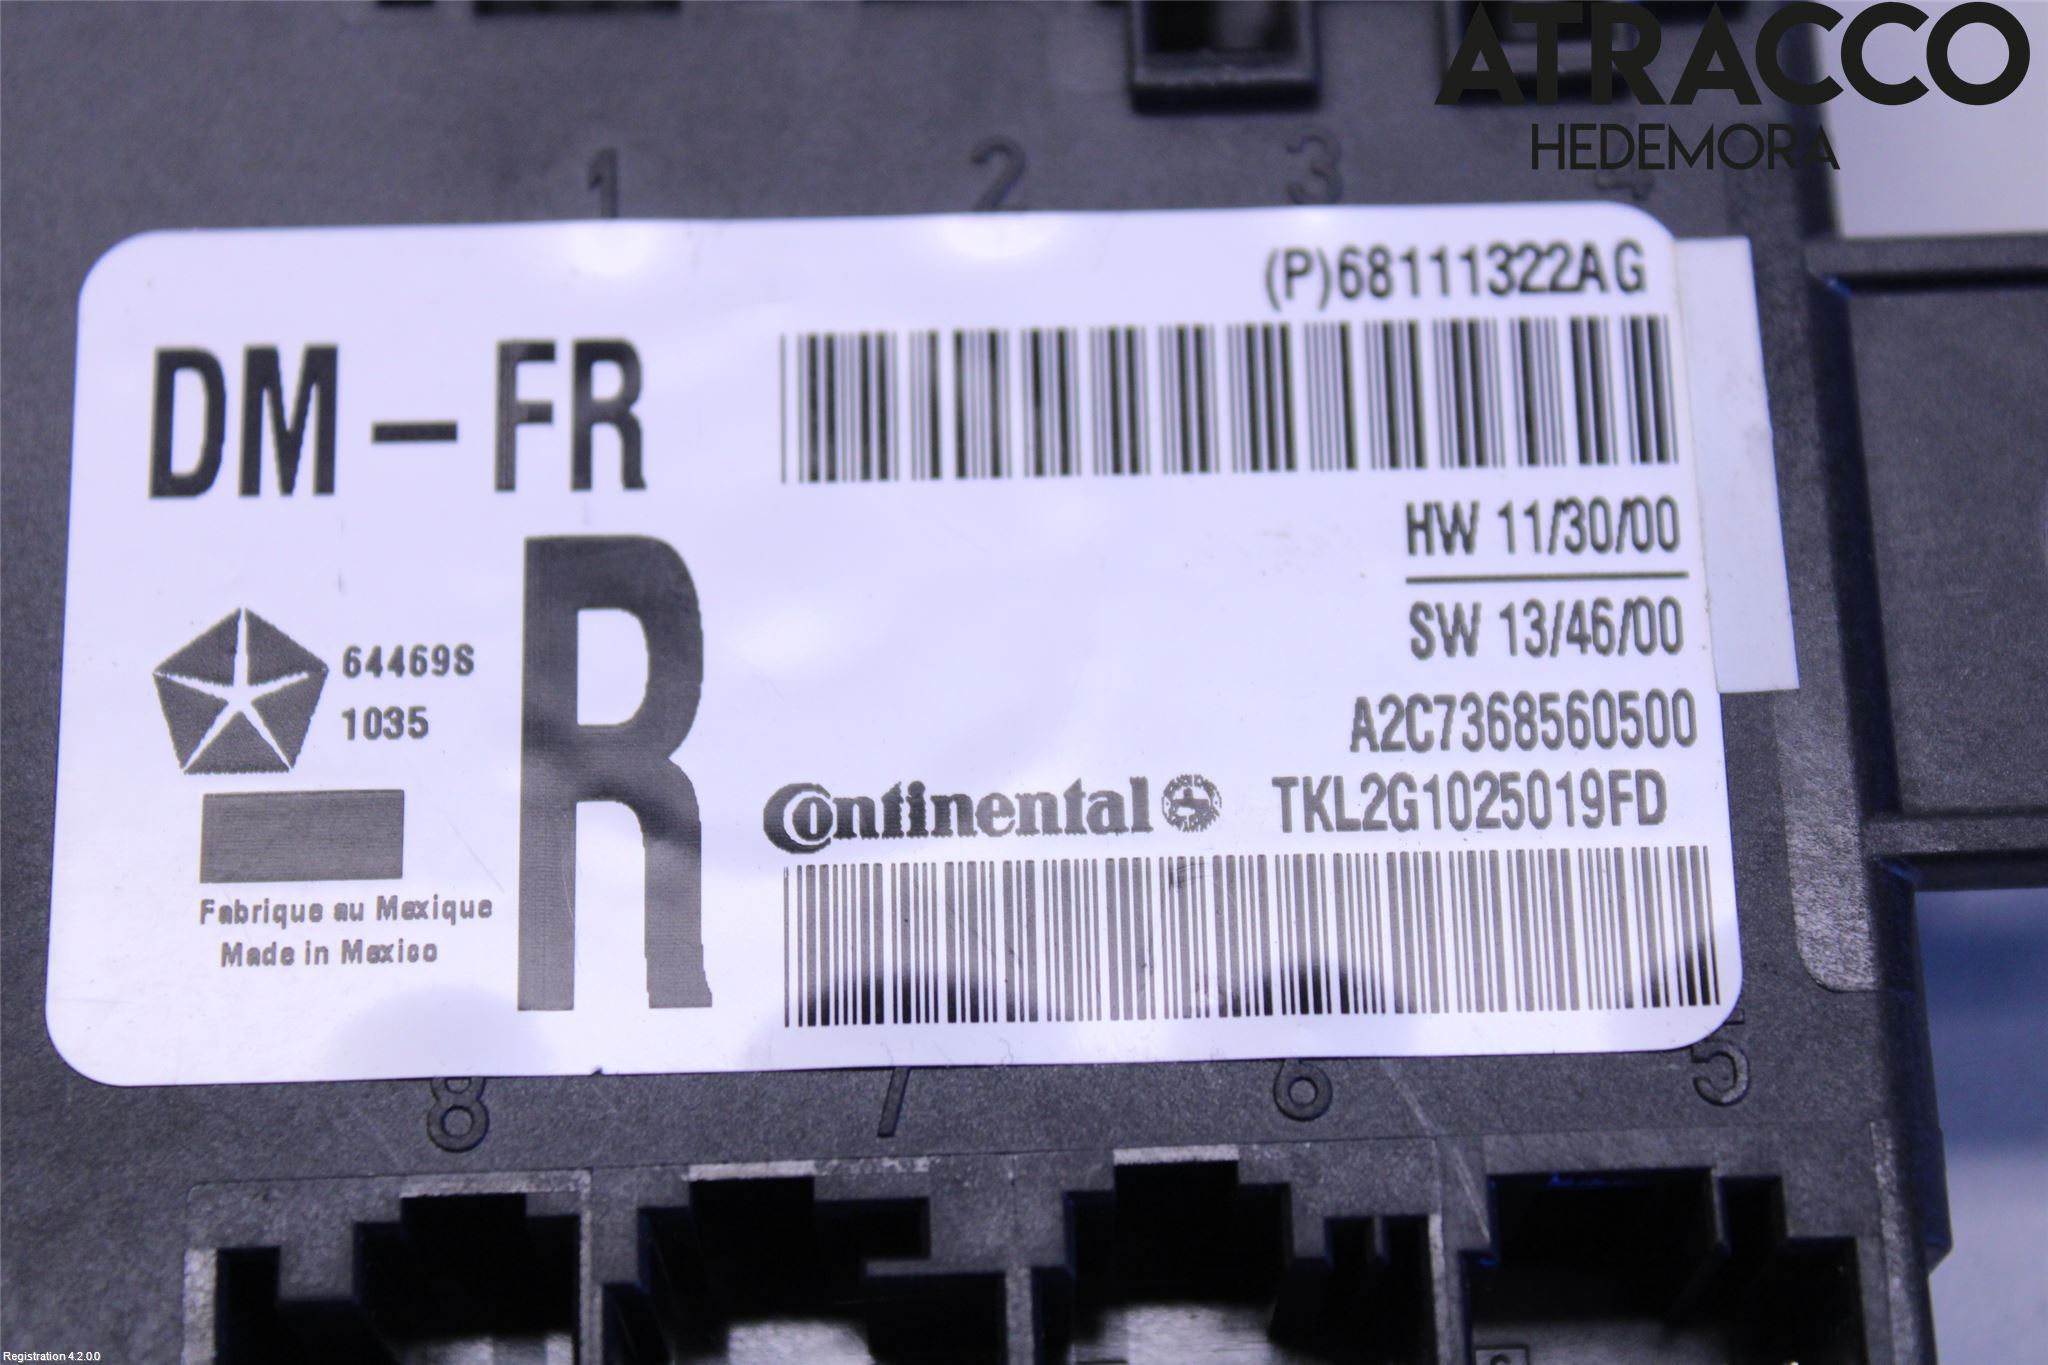 ATRACCO
HEDEMORA
1 2 3 4
(P)68111322AG
DM-FR
HW 11/30/00
SW 13/46/00
64469S
1035
R
A2C7368560500
Continental
TKL2G1025019FD
Fabrique au Mexique
Made in Mexico
8 7 6 5
Registration 4.2.0.0